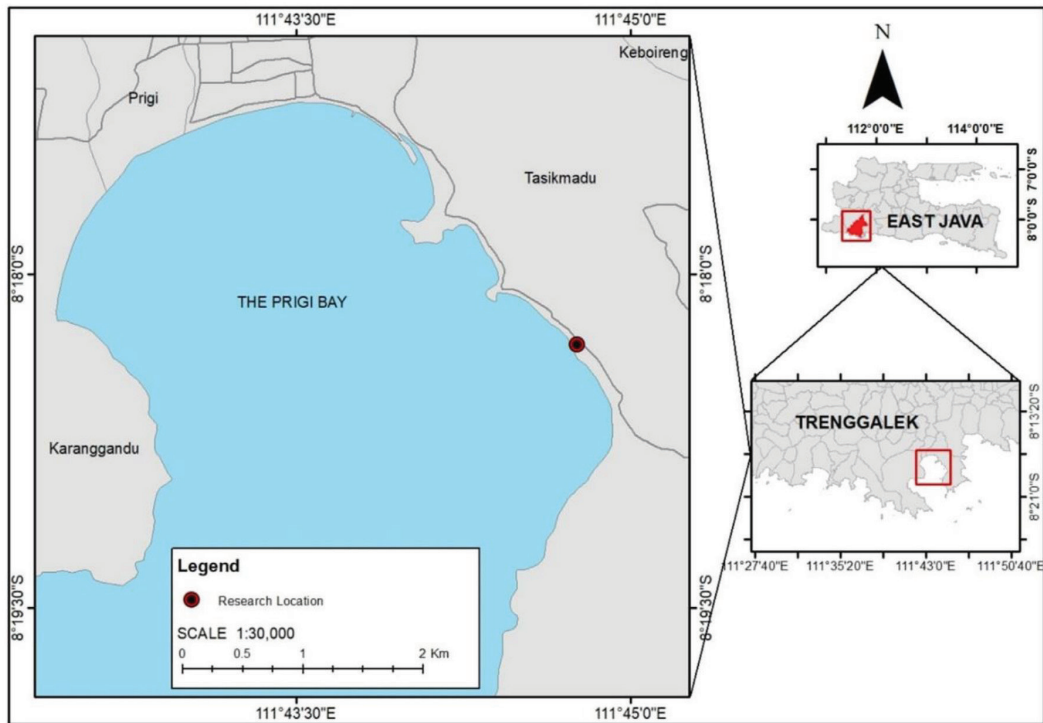 111°43'30"E
111°45'0"E
Keboireng
Prigi
Tasikmadu
8°18'0"S
8°18'0"S
THE PRIGI BAY
Karanggandu
8°19'30"S
8°19'30"S
Legend
Research Location
SCALE 1:30,000
0 0.5 1 2 Km
111°43'30"E
111°45'0"E
N
112°0'0"E
114°0'0"E
7°0'0"S
8°0'0"S
EAST JAVA
TRENGGALEK
8°13'20"S
8°21'0"S
111°27'40"E
111°35'20"E
111°43'0"E
111°50'40"E